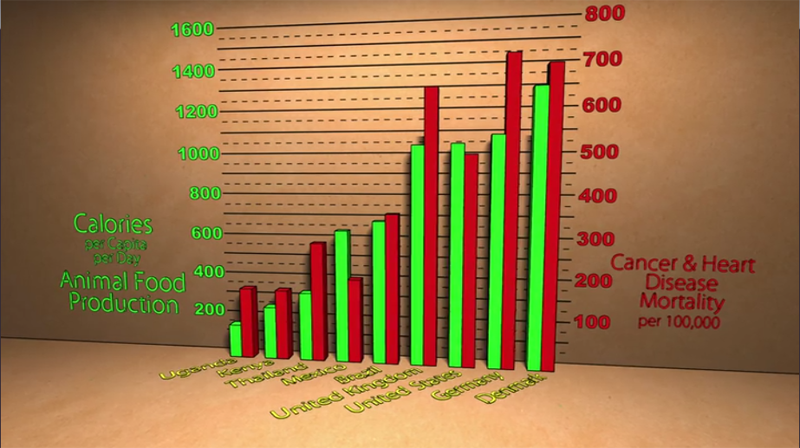 1600
1400
1200
1000
800
600
400
200
Calories
per Capita
per Day
Animal Food
Production
800
700
600
500
400
300
200
100
Cancer & Heart
Disease
Mortality
per 100,000
Uganda
Kenya
Thailand
Mexico
Brazil
United Kingdom
United States
Germany
Denmark